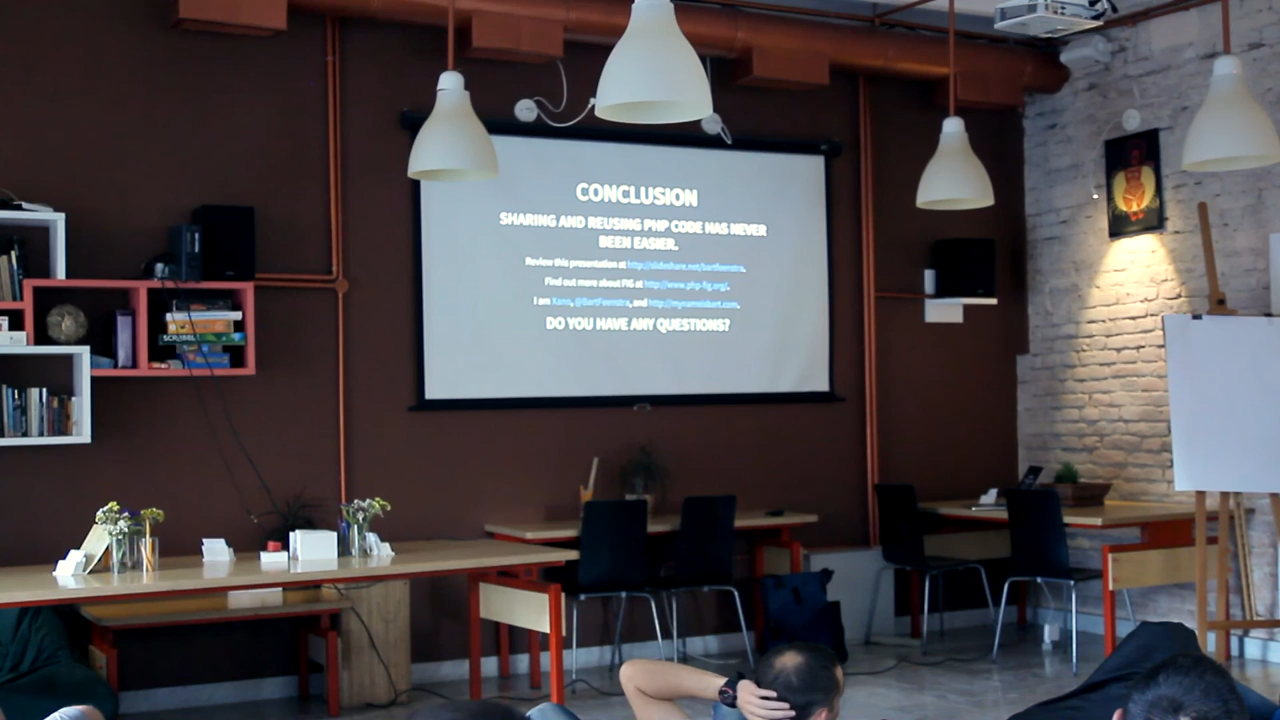 CONCLUSION
SHARING AND REUSING PHP CODE HAS NEVER
BEEN EASIER.
Review this presentation at http://slideshare.net/bartfeenstra.
Find out more about FIG at http://www.php-fig.org/.
I am Xano, @BartFeenstra, and http://mynameisbart.com.
DO YOU HAVE ANY QUESTIONS?
SCRABBLE